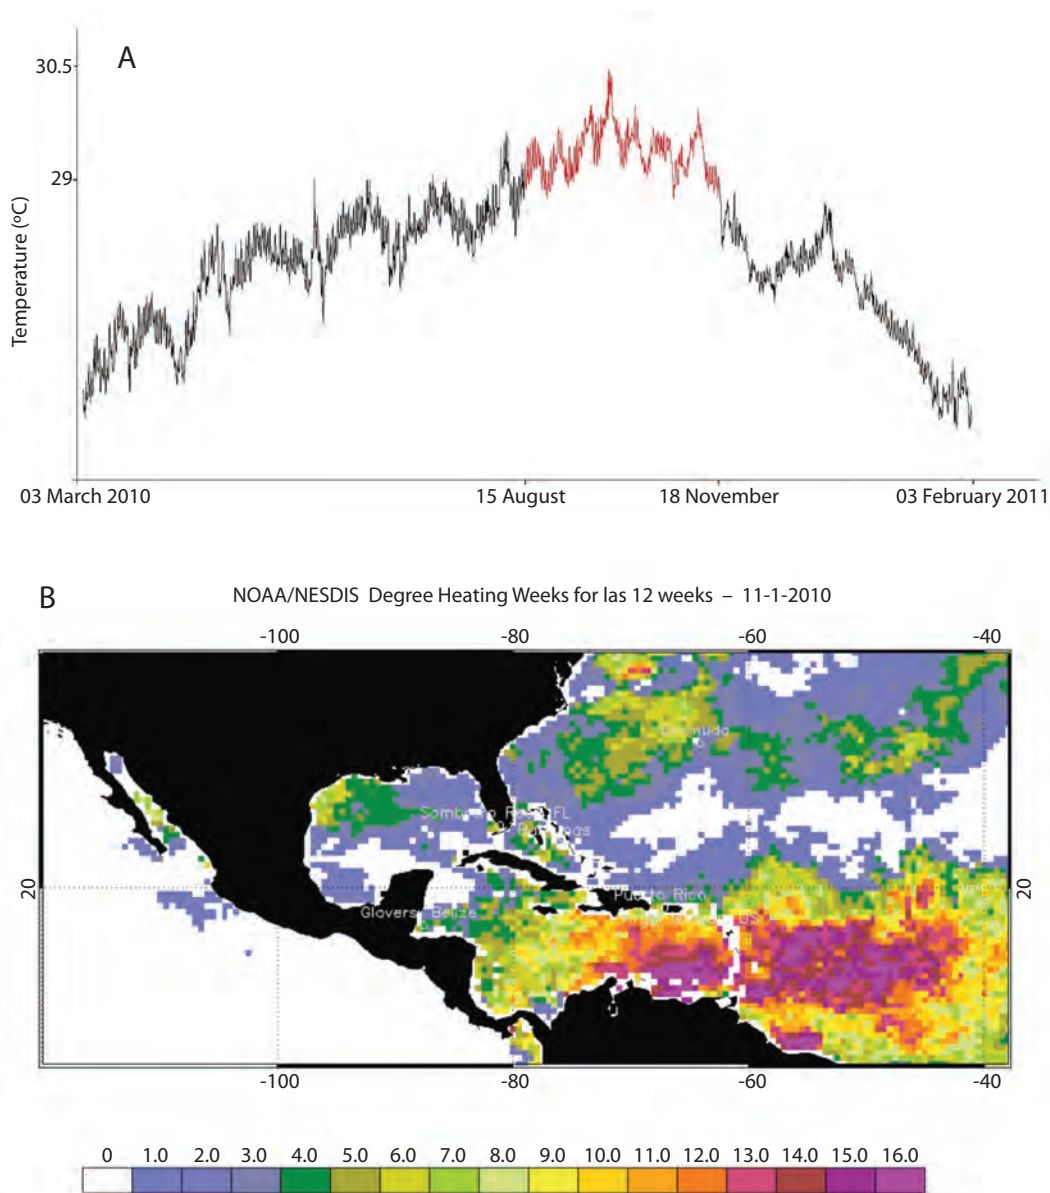 A
30.5
29
Temperature (ºC)
03 March 2010
15 August
18 November
03 February 2011
B
NOAA/NESDIS Degree Heating Weeks for las 12 weeks – 11-1-2010
-100 -80 -60 -40
Bermuda
Sombrero Reef FL
Bahamas
20
20
Puerto Rico
Glovers Belize
-100 -80 -60 -40
0 1.0 2.0 3.0 4.0 5.0 6.0 7.0 8.0 9.0 10.0 11.0 12.0 13.0 14.0 15.0 16.0